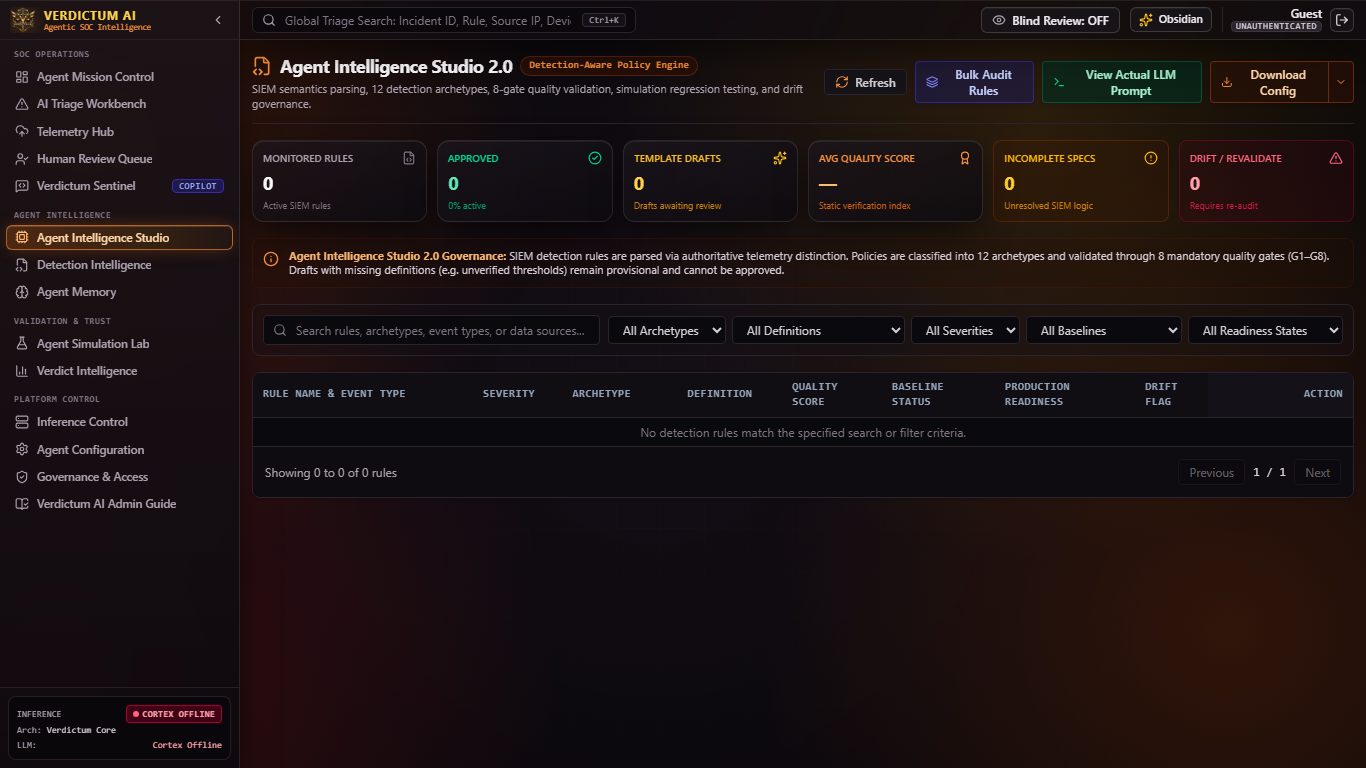 VERDICTUM AI
Agentic SOC Intelligence
SOC OPERATIONS
Agent Mission Control
AI Triage Workbench
Telemetry Hub
Human Review Queue
Verdictum Sentinel
COPILOT
AGENT INTELLIGENCE
Agent Intelligence Studio
Detection Intelligence
Agent Memory
VALIDATION & TRUST
Agent Simulation Lab
Verdict Intelligence
PLATFORM CONTROL
Inference Control
Agent Configuration
Governance & Access
Verdictum AI Admin Guide
INFERENCE
CORTEX OFFLINE
Arch: Verdictum Core
LLM: Cortex Offline
Global Triage Search: Incident ID, Rule, Source IP, Devic
Ctrl+K
Blind Review: OFF
Obsidian
Guest
UNAUTHENTICATED
Agent Intelligence Studio 2.0
Detection-Aware Policy Engine
SIEM semantics parsing, 12 detection archetypes, 8-gate quality validation, simulation regression testing, and drift
governance.
Refresh
Bulk Audit
Rules
View Actual LLM
Prompt
Download
Config
MONITORED RULES
0
Active SIEM rules
APPROVED
0
0% active
TEMPLATE DRAFTS
0
Drafts awaiting review
AVG QUALITY SCORE
—
Static verification index
INCOMPLETE SPECS
0
Unresolved SIEM logic
DRIFT / REVALIDATE
0
Requires re-audit
Agent Intelligence Studio 2.0 Governance: SIEM detection rules are parsed via authoritative telemetry distinction. Policies are classified into 12 archetypes and validated through 8 mandatory quality gates (G1–G8).
Drafts with missing definitions (e.g. unverified thresholds) remain provisional and cannot be approved.
Search rules, archetypes, event types, or data sources...
All Archetypes
All Definitions
All Severities
All Baselines
All Readiness States
RULE NAME & EVENT TYPE
SEVERITY
ARCHETYPE
DEFINITION
QUALITY
SCORE
BASELINE
STATUS
PRODUCTION
READINESS
DRIFT
FLAG
ACTION
No detection rules match the specified search or filter criteria.
Showing 0 to 0 of 0 rules
Previous
1 / 1
Next